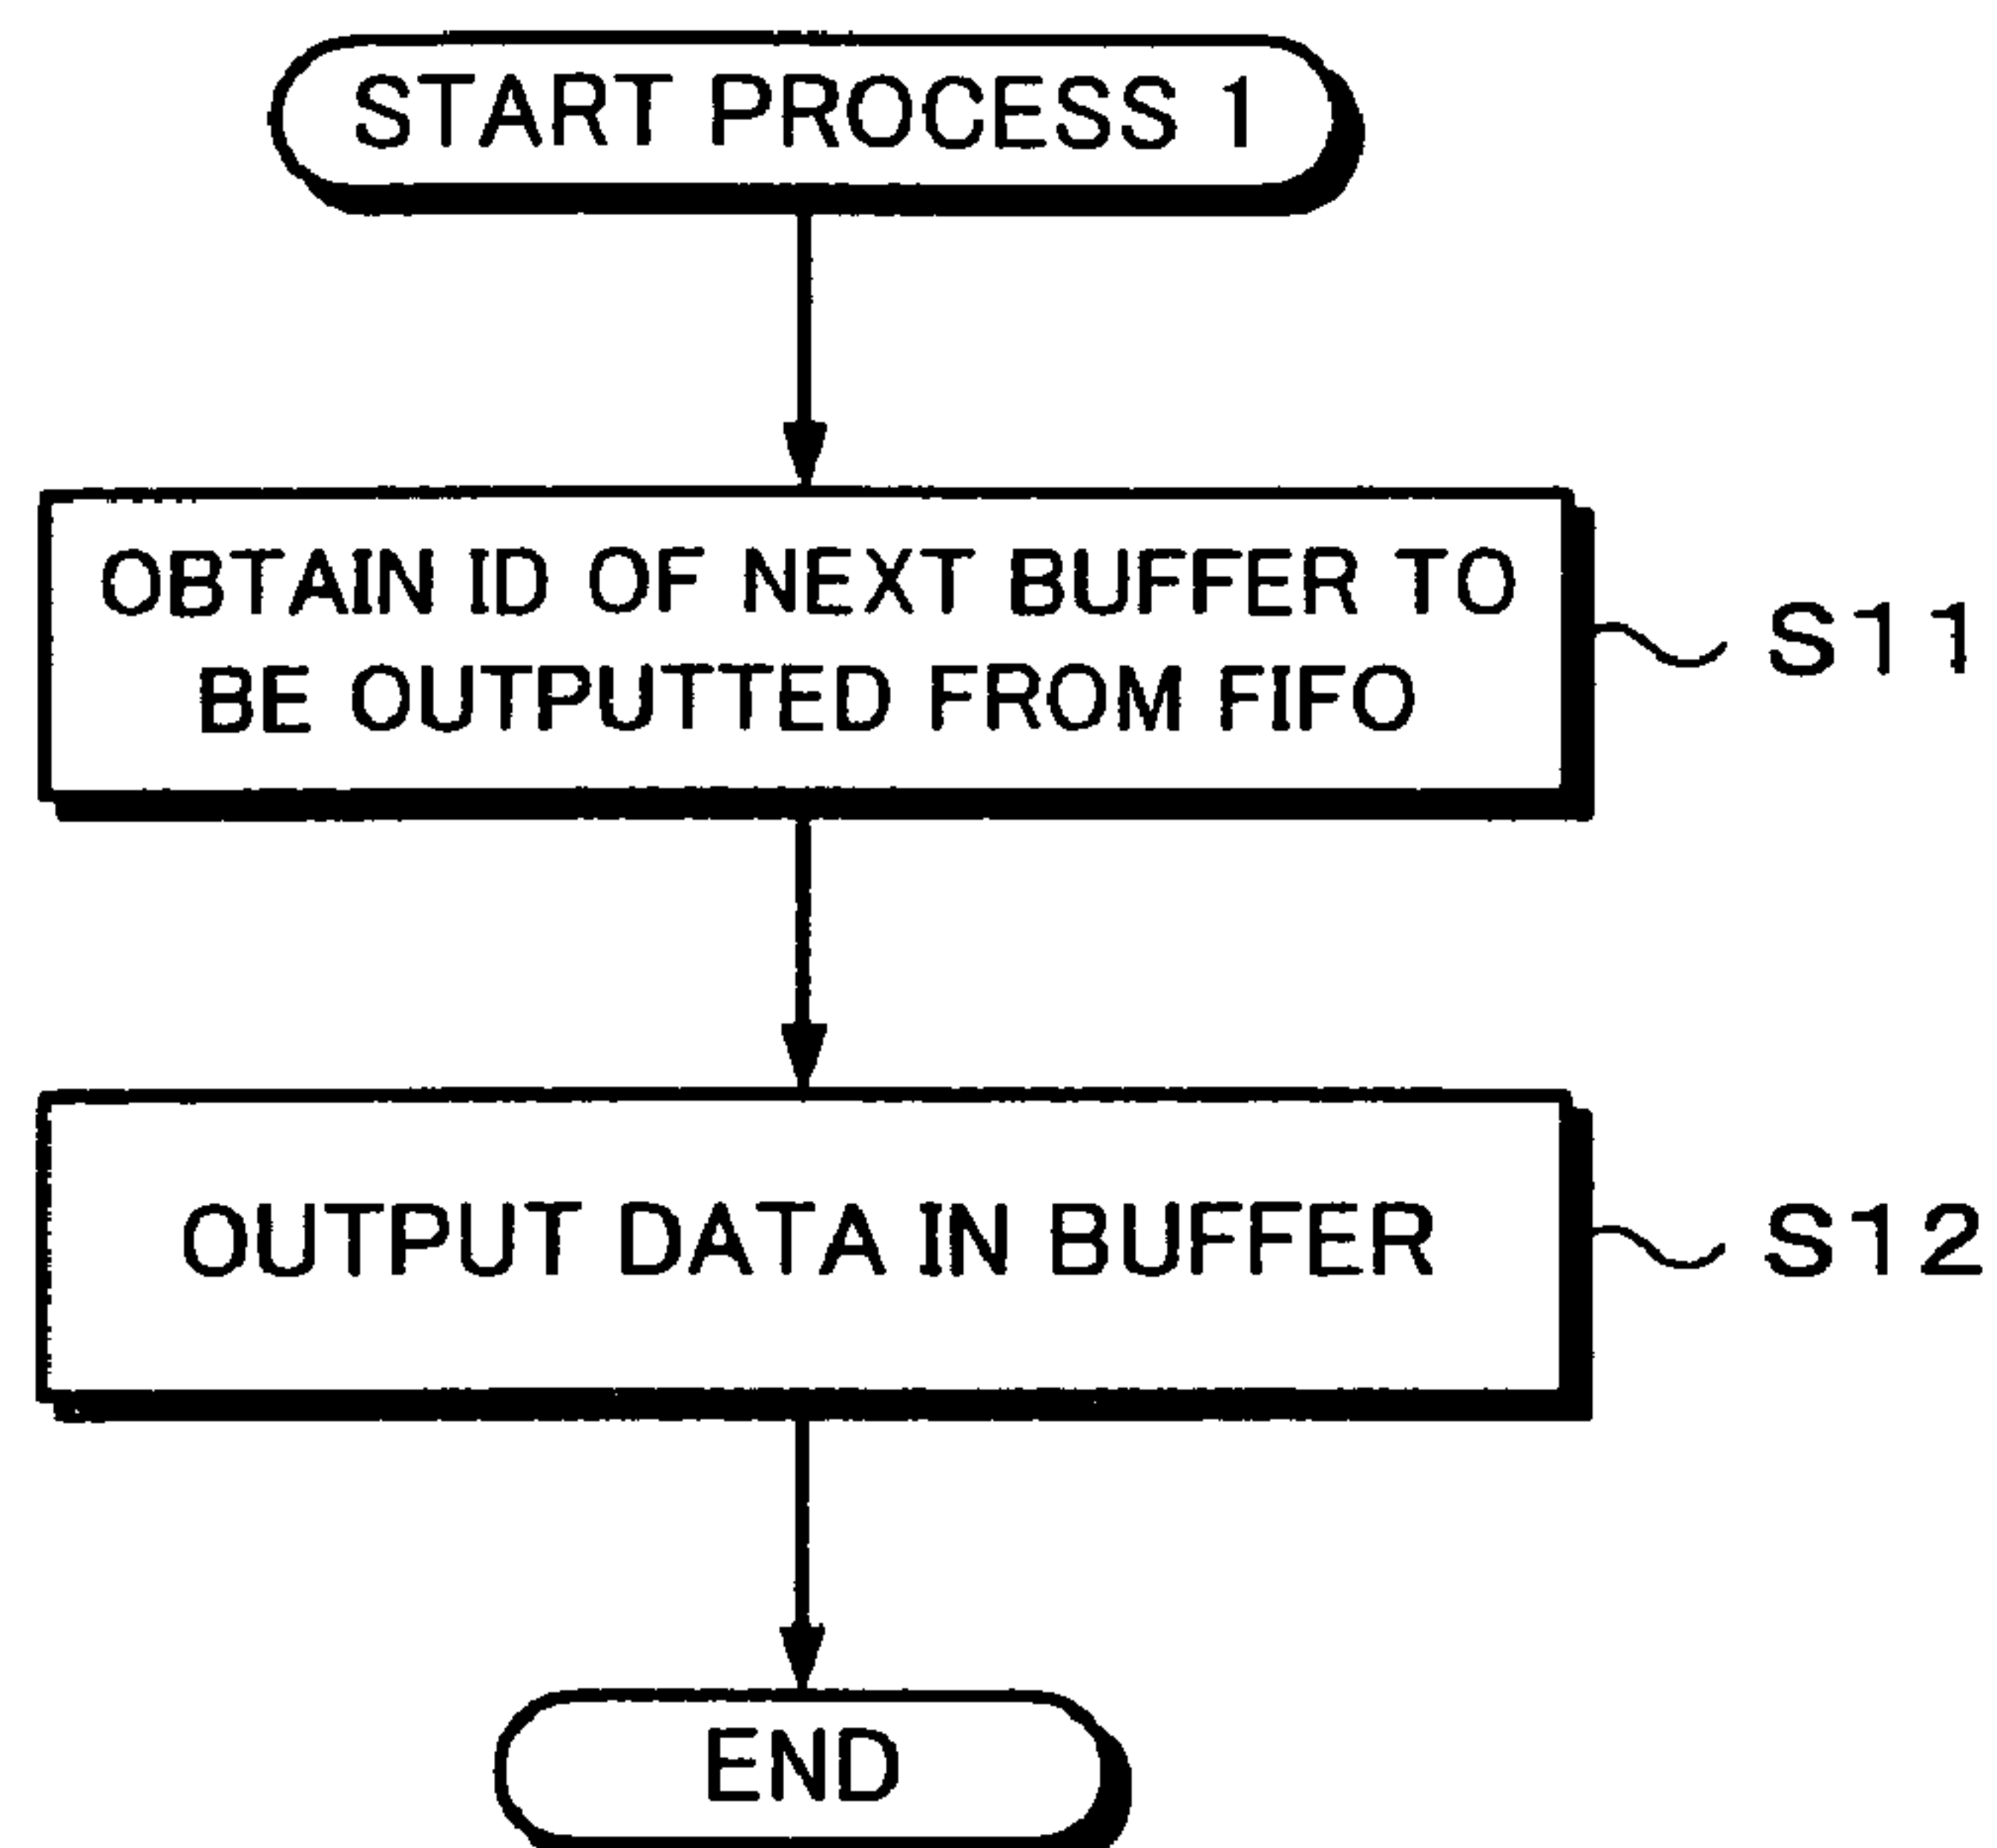 START PROCESS 1
OBTAIN ID OF NEXT BUFFER TO
BE OUTPUTTED FROM FIFO
S11
OUTPUT DATA IN BUFFER
S12
END